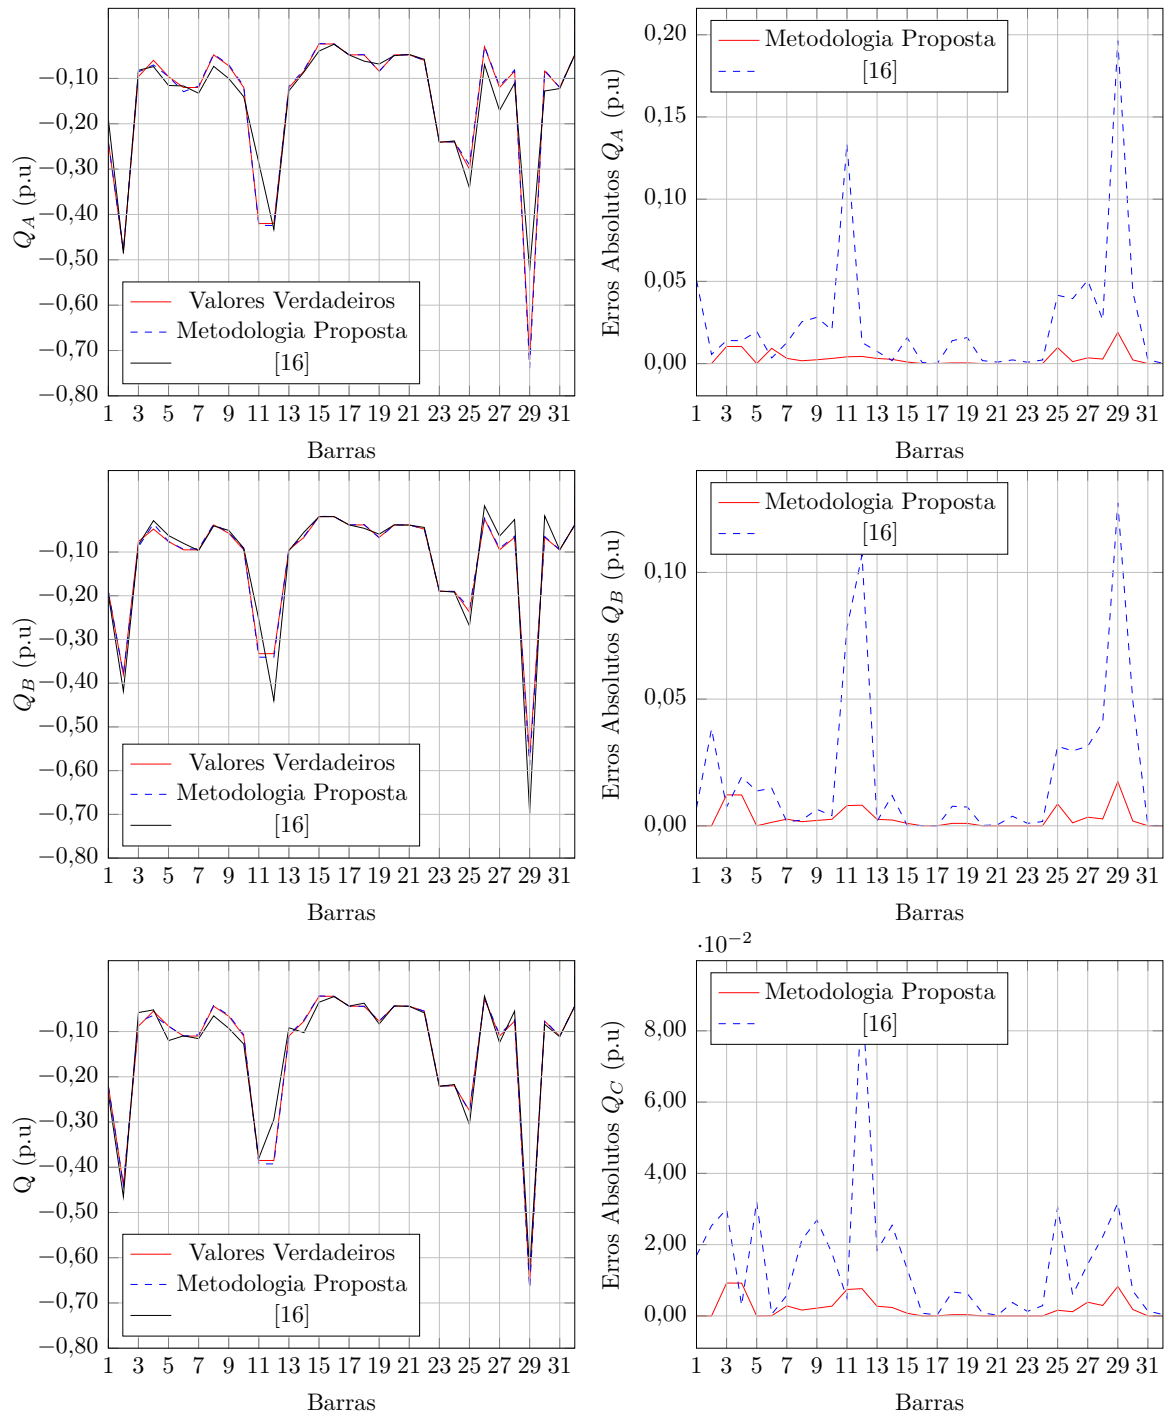 −0,10
−0,20
−0,30
−0,40
−0,50
−0,60
−0,70
−0,80
Q_A (p.u)
Valores Verdadeiros
Metodologia Proposta
[16]
1 3 5 7 9 11 13 15 17 19 21 23 25 27 29 31
Barras
0,20
0,15
0,10
0,05
0,00
Erros Absolutos Q_A (p.u)
Metodologia Proposta
[16]
1 3 5 7 9 11 13 15 17 19 21 23 25 27 29 31
Barras
−0,10
−0,20
−0,30
−0,40
−0,50
−0,60
−0,70
−0,80
Q_B (p.u)
Valores Verdadeiros
Metodologia Proposta
[16]
1 3 5 7 9 11 13 15 17 19 21 23 25 27 29 31
Barras
0,10
0,05
0,00
Erros Absolutos Q_B (p.u)
Metodologia Proposta
[16]
1 3 5 7 9 11 13 15 17 19 21 23 25 27 29 31
Barras
−0,10
−0,20
−0,30
−0,40
−0,50
−0,60
−0,70
−0,80
Q (p.u)
Valores Verdadeiros
Metodologia Proposta
[16]
1 3 5 7 9 11 13 15 17 19 21 23 25 27 29 31
Barras
·10⁻²
8,00
6,00
4,00
2,00
0,00
Erros Absolutos Q_C (p.u)
Metodologia Proposta
[16]
1 3 5 7 9 11 13 15 17 19 21 23 25 27 29 31
Barras